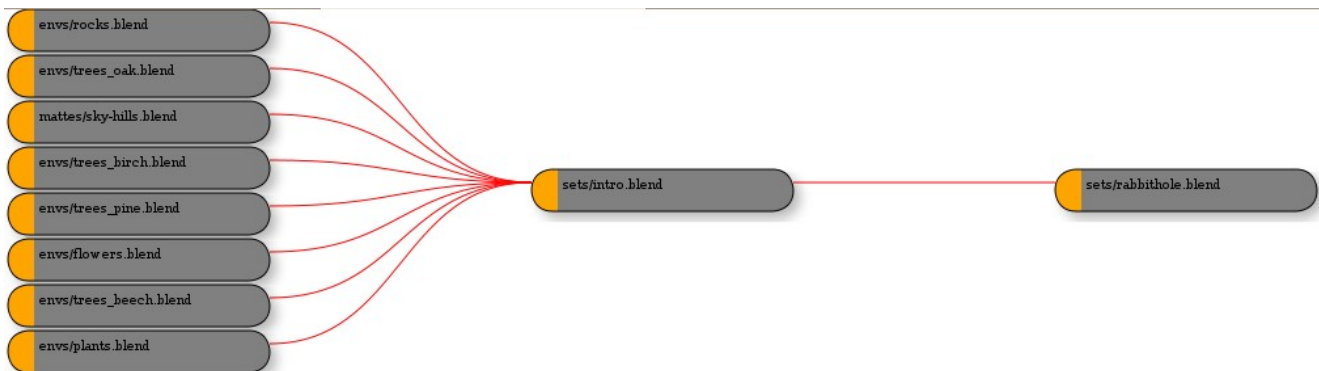 envs/rocks.blend
envs/trees_oak.blend
mattes/sky-hills.blend
envs/trees_birch.blend
envs/trees_pine.blend
envs/flowers.blend
envs/trees_beech.blend
envs/plants.blend
sets/intro.blend
sets/rabbithole.blend